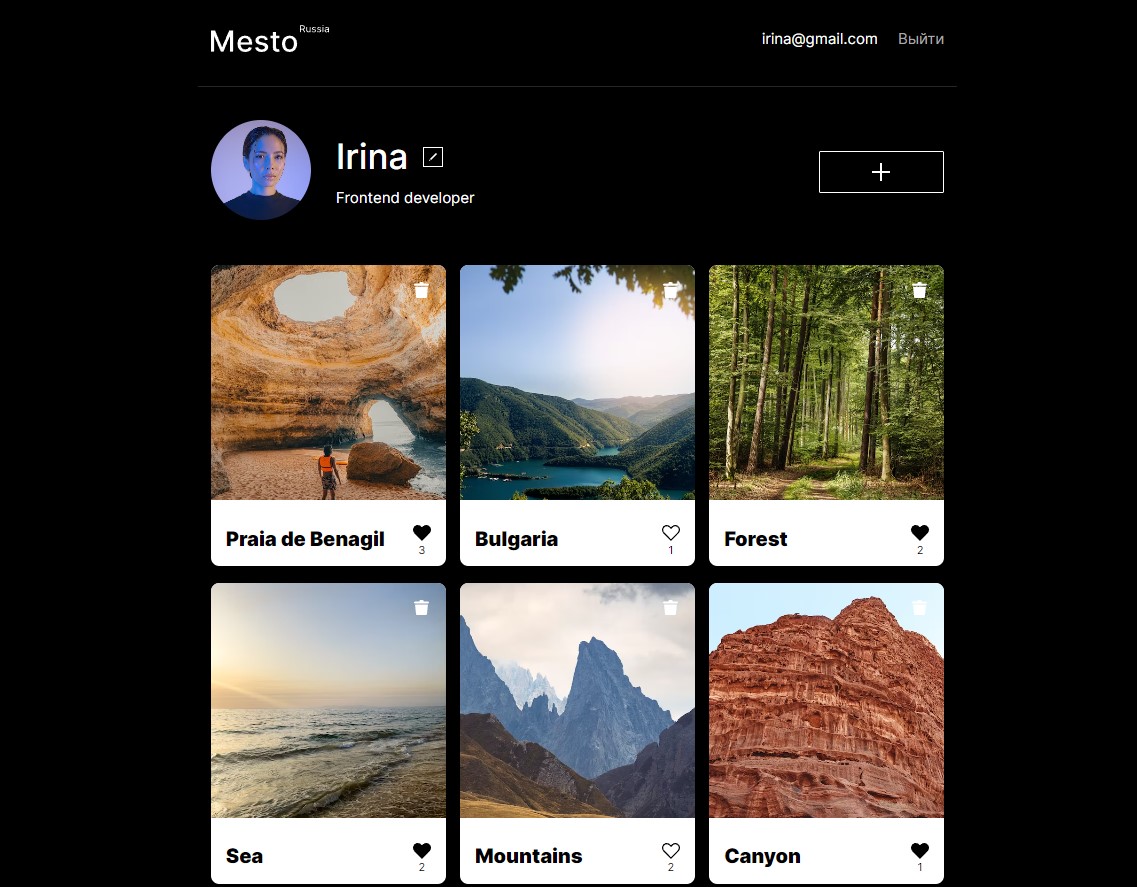 Mesto Russia
irina@gmail.com Выйти
Irina
Frontend developer
Praia de Benagil 3
Bulgaria 1
Forest 2
Sea 2
Mountains 2
Canyon 1